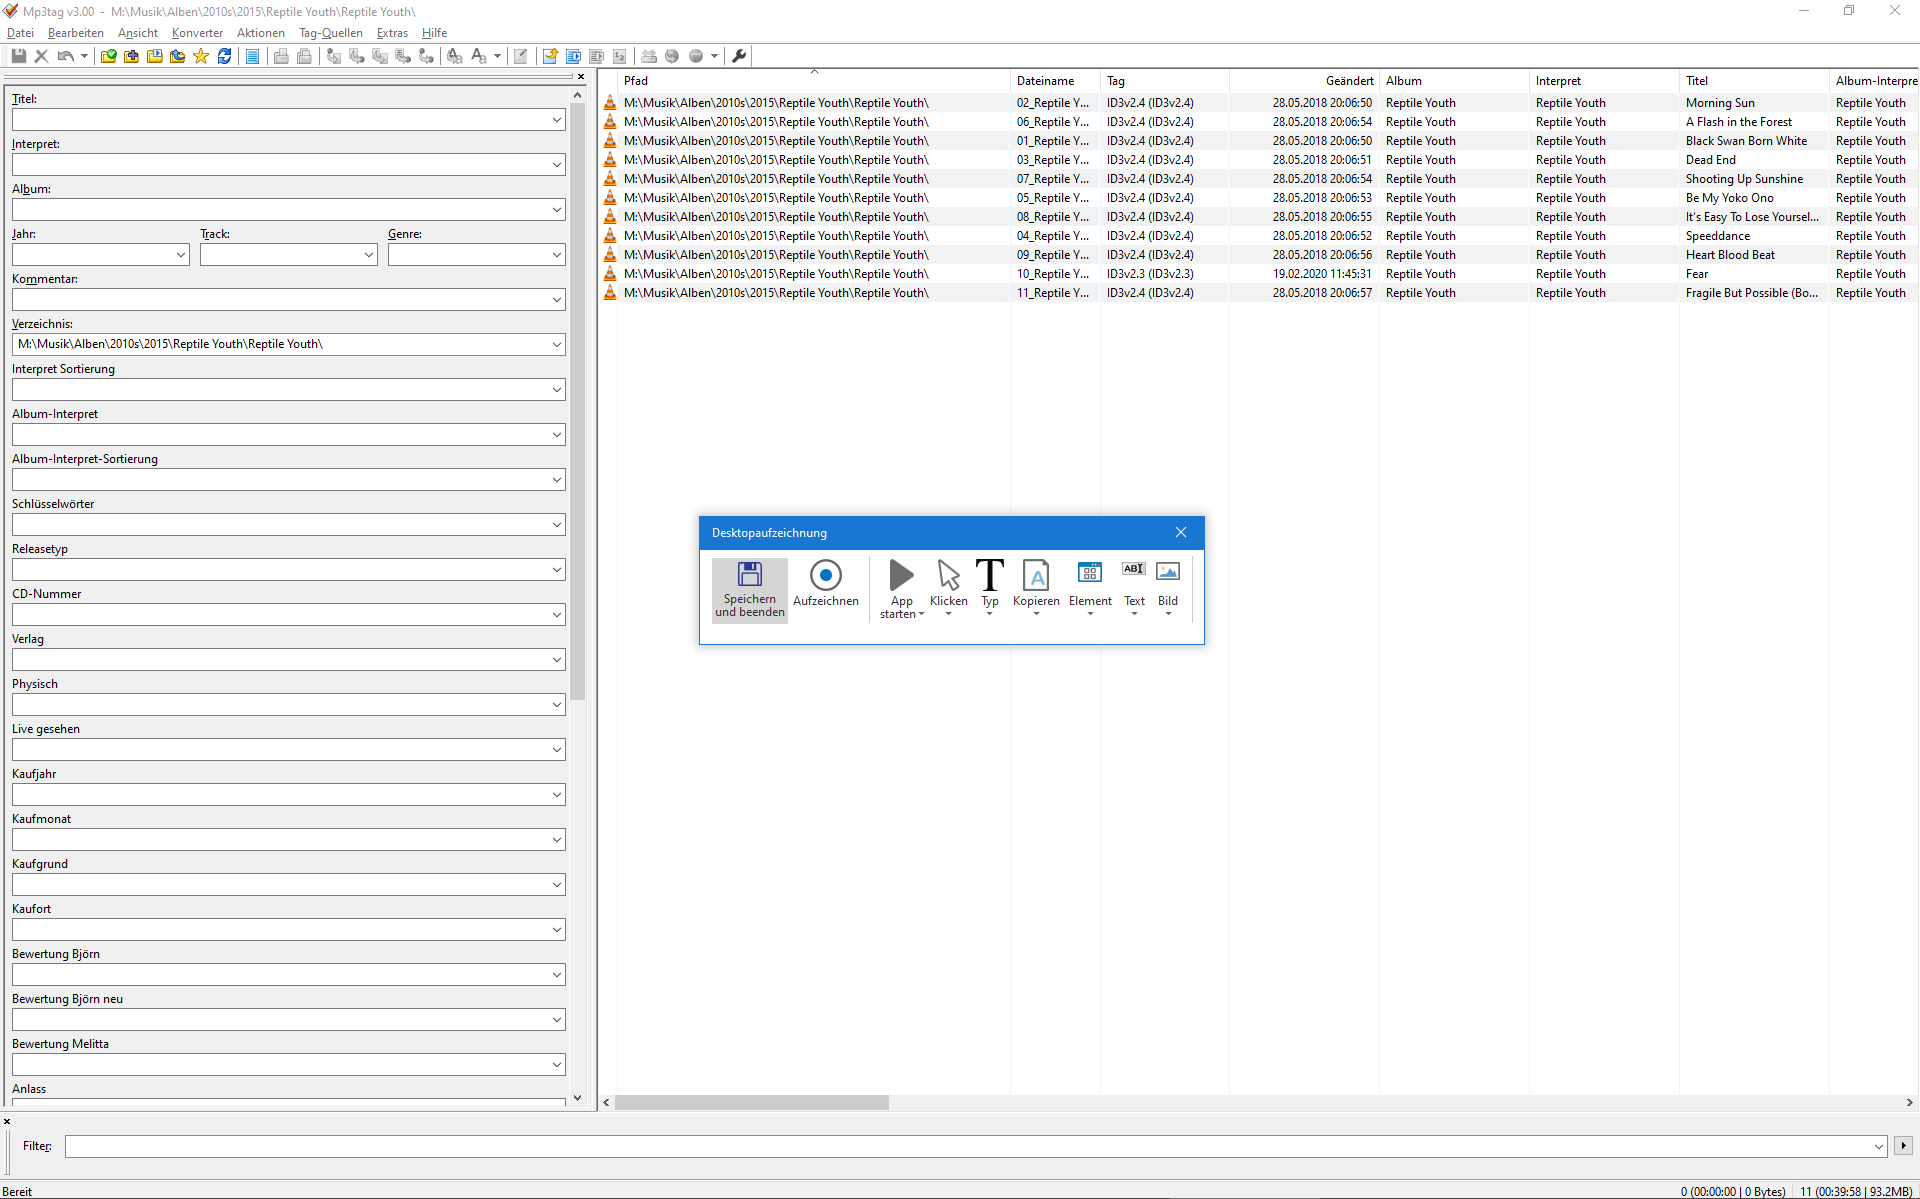 Mp3tag v3.00 - M:\Musik\Alben\2010s\2015\Reptile Youth\Reptile Youth\
Datei Bearbeiten Ansicht Konverter Aktionen Tag-Quellen Extras Hilfe
Titel:
Interpret:
Album:
Jahr: Track: Genre:
Kommentar:
Verzeichnis:
M:\Musik\Alben\2010s\2015\Reptile Youth\Reptile Youth\
Interpret Sortierung
Album-Interpret
Album-Interpret-Sortierung
Schlüsselwörter
Releasetyp
CD-Nummer
Verlag
Physisch
Live gesehen
Kaufjahr
Kaufmonat
Kaufgrund
Kaufort
Bewertung Björn
Bewertung Björn neu
Bewertung Melitta
Anlass
Pfad Dateiname Tag Geändert Album Interpret Titel Album-Interpre
M:\Musik\Alben\2010s\2015\Reptile Youth\Reptile Youth\ 02_Reptile Y... ID3v2.4 (ID3v2.4) 28.05.2018 20:06:50 Reptile Youth Reptile Youth Morning Sun Reptile Youth
M:\Musik\Alben\2010s\2015\Reptile Youth\Reptile Youth\ 06_Reptile Y... ID3v2.4 (ID3v2.4) 28.05.2018 20:06:54 Reptile Youth Reptile Youth A Flash in the Forest Reptile Youth
M:\Musik\Alben\2010s\2015\Reptile Youth\Reptile Youth\ 01_Reptile Y... ID3v2.4 (ID3v2.4) 28.05.2018 20:06:50 Reptile Youth Reptile Youth Black Swan Born White Reptile Youth
M:\Musik\Alben\2010s\2015\Reptile Youth\Reptile Youth\ 03_Reptile Y... ID3v2.4 (ID3v2.4) 28.05.2018 20:06:51 Reptile Youth Reptile Youth Dead End Reptile Youth
M:\Musik\Alben\2010s\2015\Reptile Youth\Reptile Youth\ 07_Reptile Y... ID3v2.4 (ID3v2.4) 28.05.2018 20:06:54 Reptile Youth Reptile Youth Shooting Up Sunshine Reptile Youth
M:\Musik\Alben\2010s\2015\Reptile Youth\Reptile Youth\ 05_Reptile Y... ID3v2.4 (ID3v2.4) 28.05.2018 20:06:53 Reptile Youth Reptile Youth Be My Yoko Ono Reptile Youth
M:\Musik\Alben\2010s\2015\Reptile Youth\Reptile Youth\ 08_Reptile Y... ID3v2.4 (ID3v2.4) 28.05.2018 20:06:55 Reptile Youth Reptile Youth It's Easy To Lose Yoursel... Reptile Youth
M:\Musik\Alben\2010s\2015\Reptile Youth\Reptile Youth\ 04_Reptile Y... ID3v2.4 (ID3v2.4) 28.05.2018 20:06:52 Reptile Youth Reptile Youth Speeddance Reptile Youth
M:\Musik\Alben\2010s\2015\Reptile Youth\Reptile Youth\ 09_Reptile Y... ID3v2.4 (ID3v2.4) 28.05.2018 20:06:56 Reptile Youth Reptile Youth Heart Blood Beat Reptile Youth
M:\Musik\Alben\2010s\2015\Reptile Youth\Reptile Youth\ 10_Reptile Y... ID3v2.3 (ID3v2.3) 19.02.2020 11:45:31 Reptile Youth Reptile Youth Fear Reptile Youth
M:\Musik\Alben\2010s\2015\Reptile Youth\Reptile Youth\ 11_Reptile Y... ID3v2.4 (ID3v2.4) 28.05.2018 20:06:57 Reptile Youth Reptile Youth Fragile But Possible (Bo... Reptile Youth
Desktopaufzeichnung
T A ABI
Speichern und beenden Aufzeichnen App starten Klicken Typ Kopieren Element Text Bild
Filter:
Bereit 0 (00:00:00 | 0 Bytes) 11 (00:39:58 | 93.2MB)